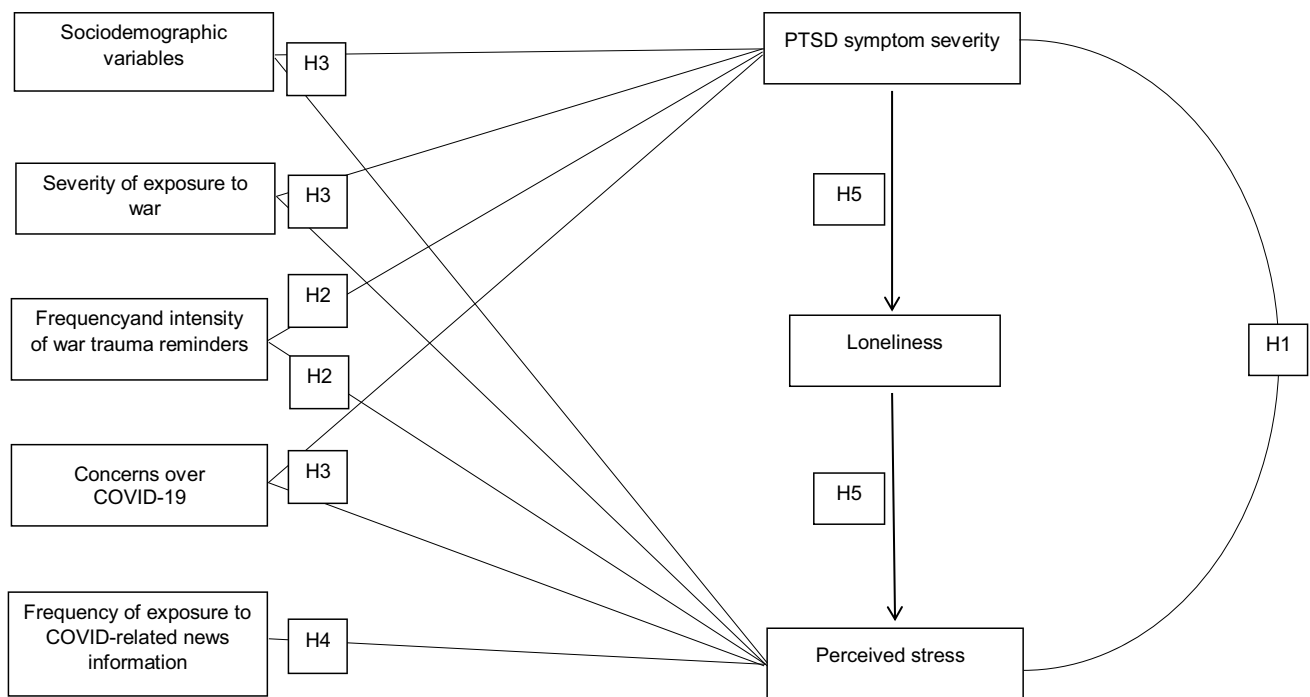 Sociodemographic
variables
H3
PTSD symptom severity
Severity of exposure to
war
H3
H5
Frequencyand intensity
of war trauma reminders
H2
H2
Loneliness
H1
Concerns over
COVID-19
H3
H5
Frequency of exposure to
COVID-related news
information
H4
Perceived stress